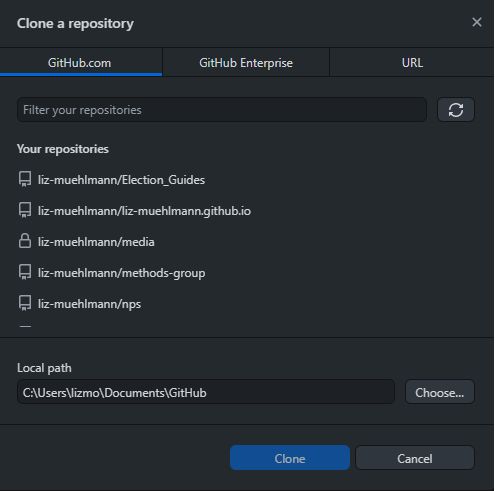 Clone a repository
GitHub.com
GitHub Enterprise
URL
Filter your repositories
Your repositories
liz-muehlmann/Election_Guides
liz-muehlmann/liz-muehlmann.github.io
liz-muehlmann/media
liz-muehlmann/methods-group
liz-muehlmann/nps
Local path
C:\Users\lizmo\Documents\GitHub
Choose...
Clone
Cancel